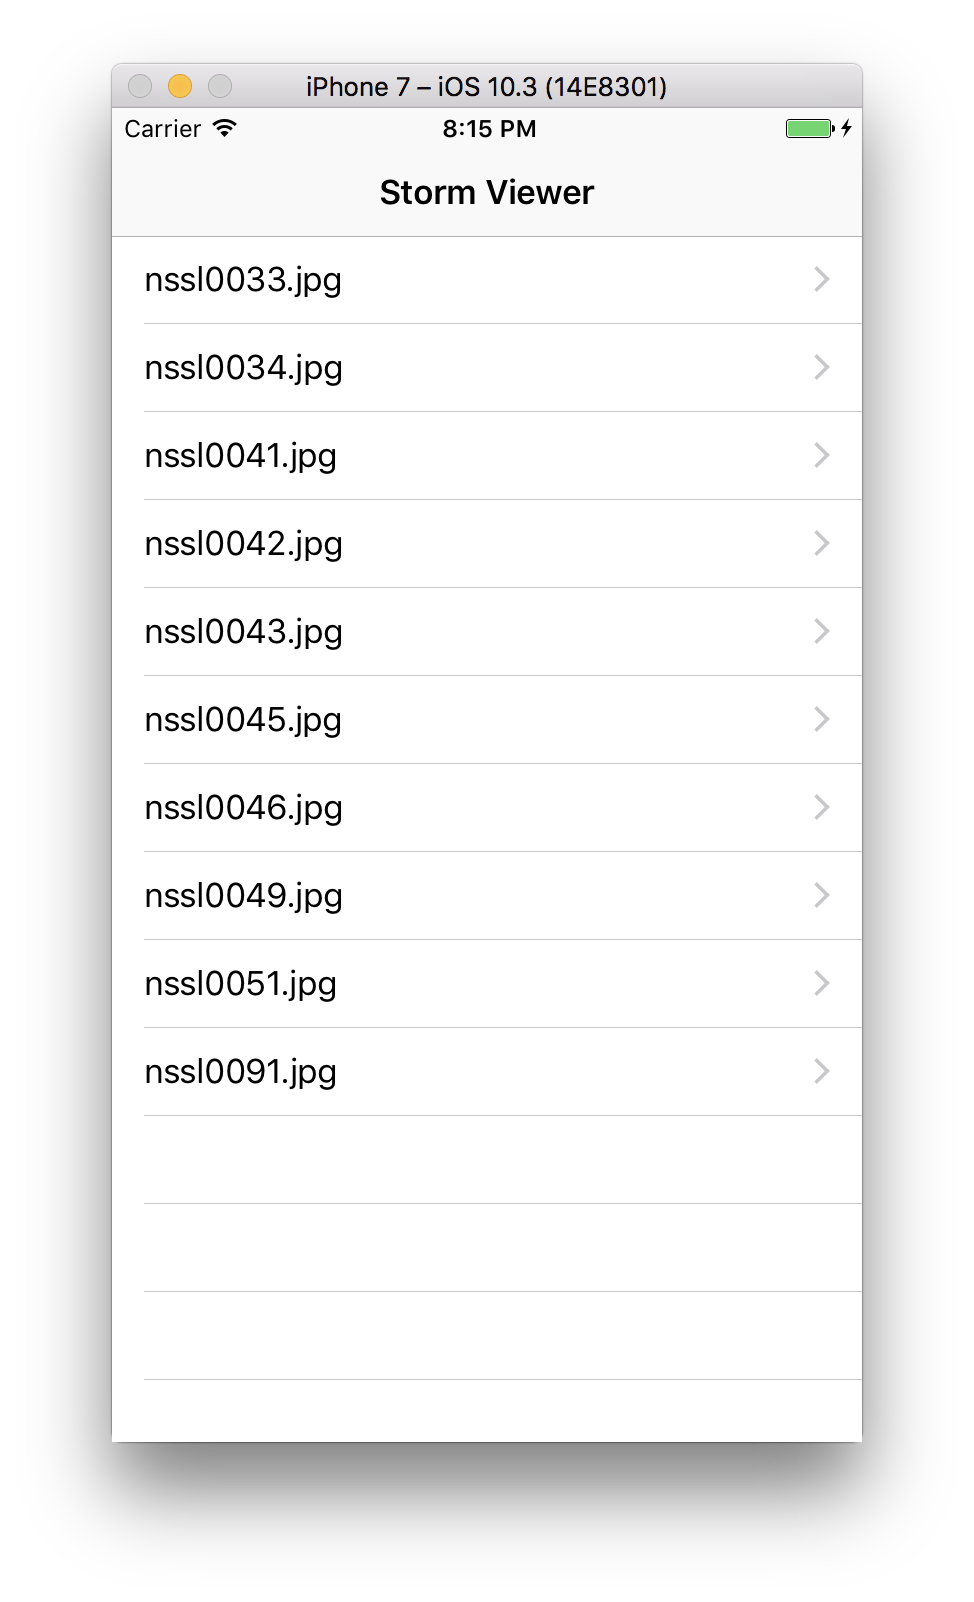 iPhone 7 – iOS 10.3 (14E8301)
Carrier 8:15 PM
Storm Viewer
nssl0033.jpg
nssl0034.jpg
nssl0041.jpg
nssl0042.jpg
nssl0043.jpg
nssl0045.jpg
nssl0046.jpg
nssl0049.jpg
nssl0051.jpg
nssl0091.jpg